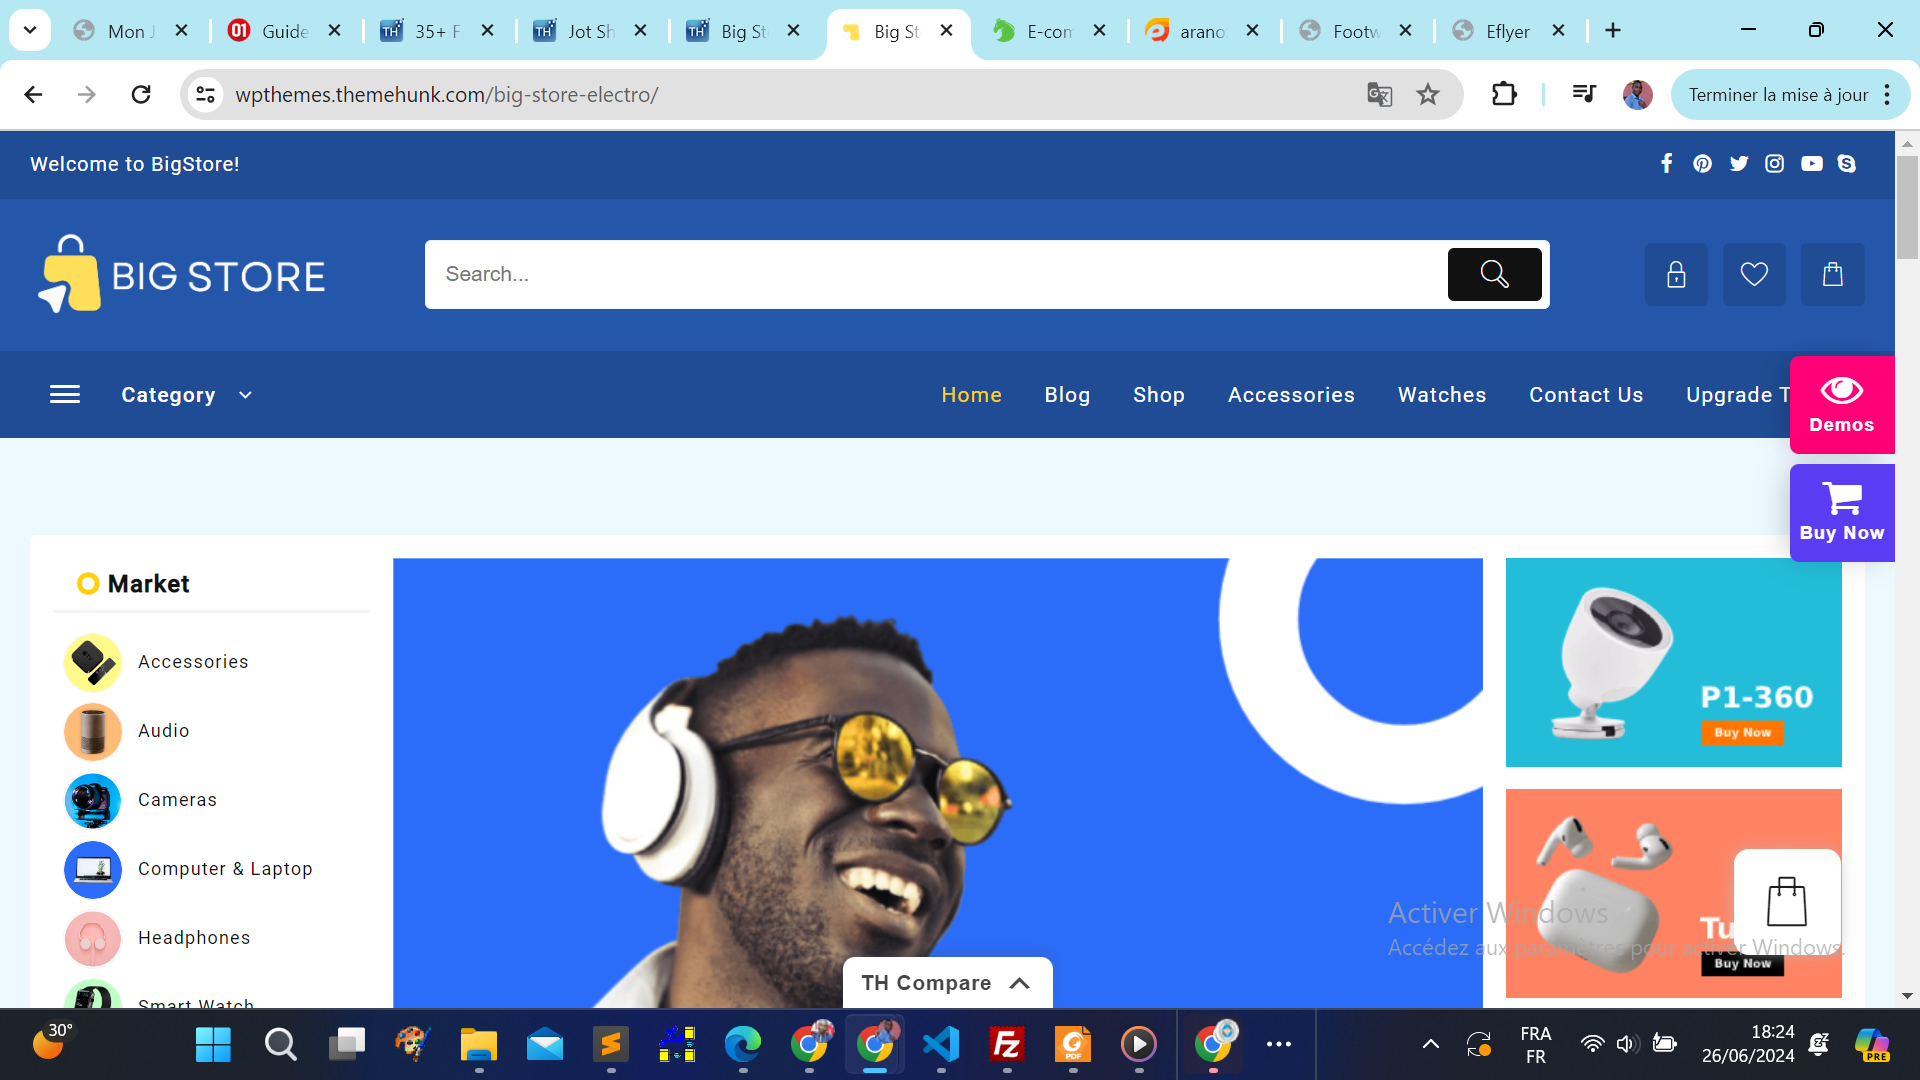 Mon J
Guide
35+ F
Jot Sh
Big St
Big St
E-com
arano
Footw
Eflyer
wpthemes.themehunk.com/big-store-electro/
Terminer la mise à jour
Welcome to BigStore!
BIG STORE
Search...
Category
Home
Blog
Shop
Accessories
Watches
Contact Us
Upgrade T
Demos
Buy Now
Market
Accessories
Audio
Cameras
Computer & Laptop
Headphones
Smart Watch
P1-360
Buy Now
Tu
Buy Now
Activer Windows
Accédez aux paramètres pour activer Windows.
TH Compare
30°
FRA
FR
18:24
26/06/2024
PRE